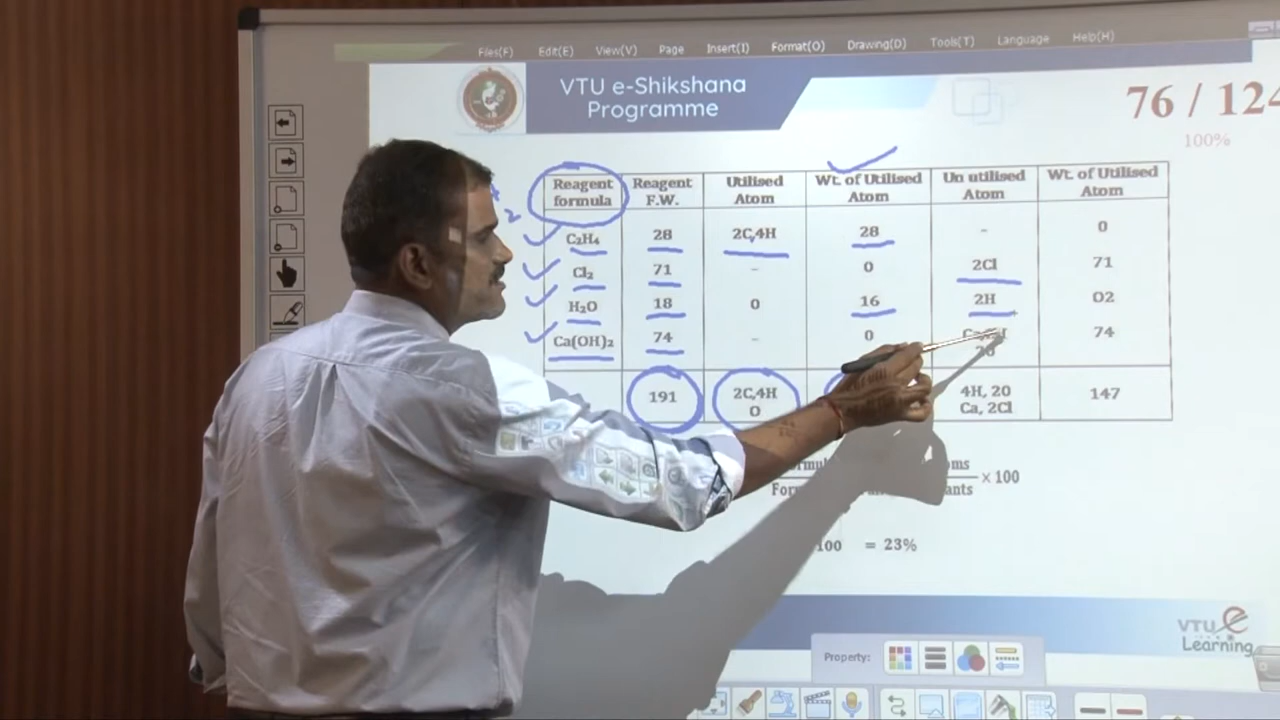 Files(F) Edit(E) View(V) Page Insert(I) Format(O) Drawing(D) Tools(T) Language Help(H)
VTU e-Shikshana
Programme
76 / 124
100%
Reagent formula Reagent F.W. Utilised Atom Wt. of Utilised Atom Un utilised Atom Wt. of Utilised Atom
C₂H₄ 28 2C,4H 28 - 0
Cl₂ 71 - 0 2Cl 71
H₂O 18 0 16 2H O2
Ca(OH)₂ 74 - 0 74
191 2C,4H O 4H, 20 Ca, 2Cl 147
× 100
100 = 23%
VTU e
Learning
Property: